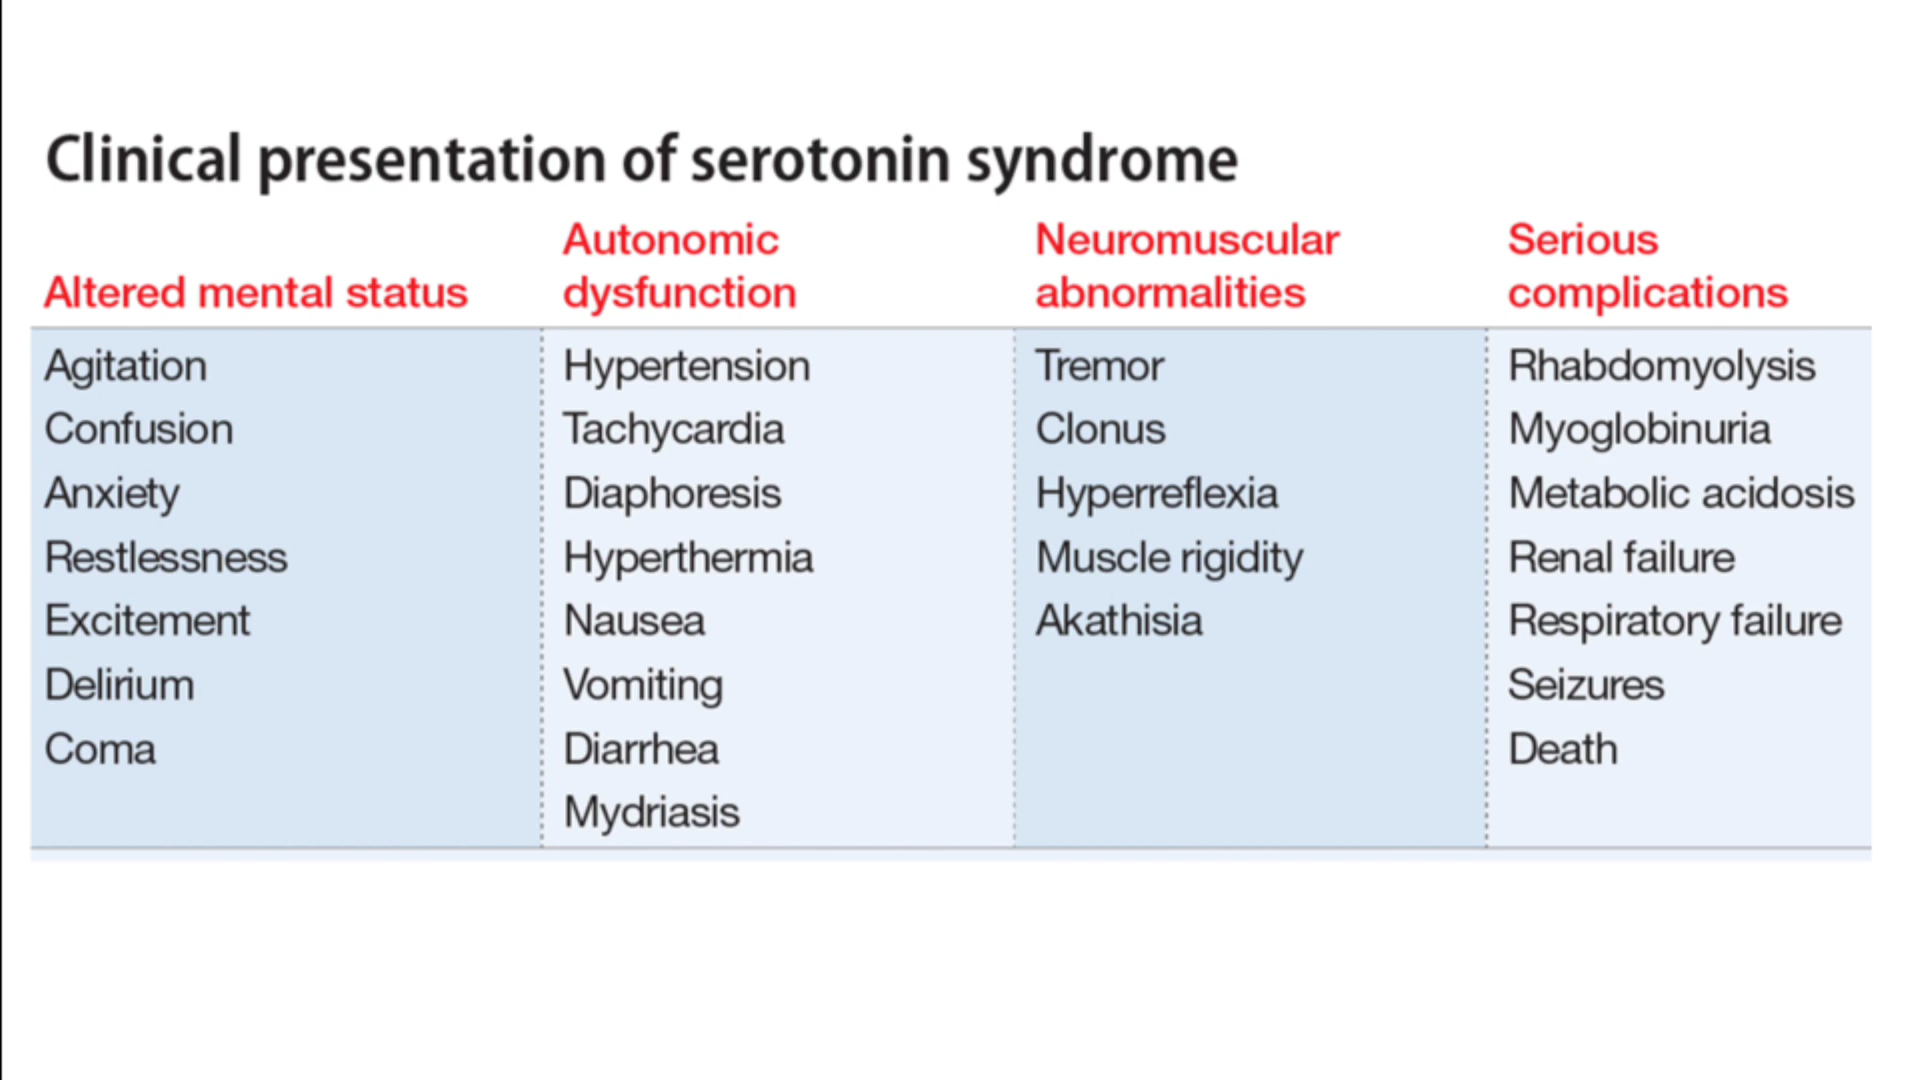 Clinical presentation of serotonin syndrome
Altered mental status
Agitation
Confusion
Anxiety
Restlessness
Excitement
Delirium
Coma
Autonomic
dysfunction
Hypertension
Tachycardia
Diaphoresis
Hyperthermia
Nausea
Vomiting
Diarrhea
Mydriasis
Neuromuscular
abnormalities
Tremor
Clonus
Hyperreflexia
Muscle rigidity
Akathisia
Serious
complications
Rhabdomyolysis
Myoglobinuria
Metabolic acidosis
Renal failure
Respiratory failure
Seizures
Death